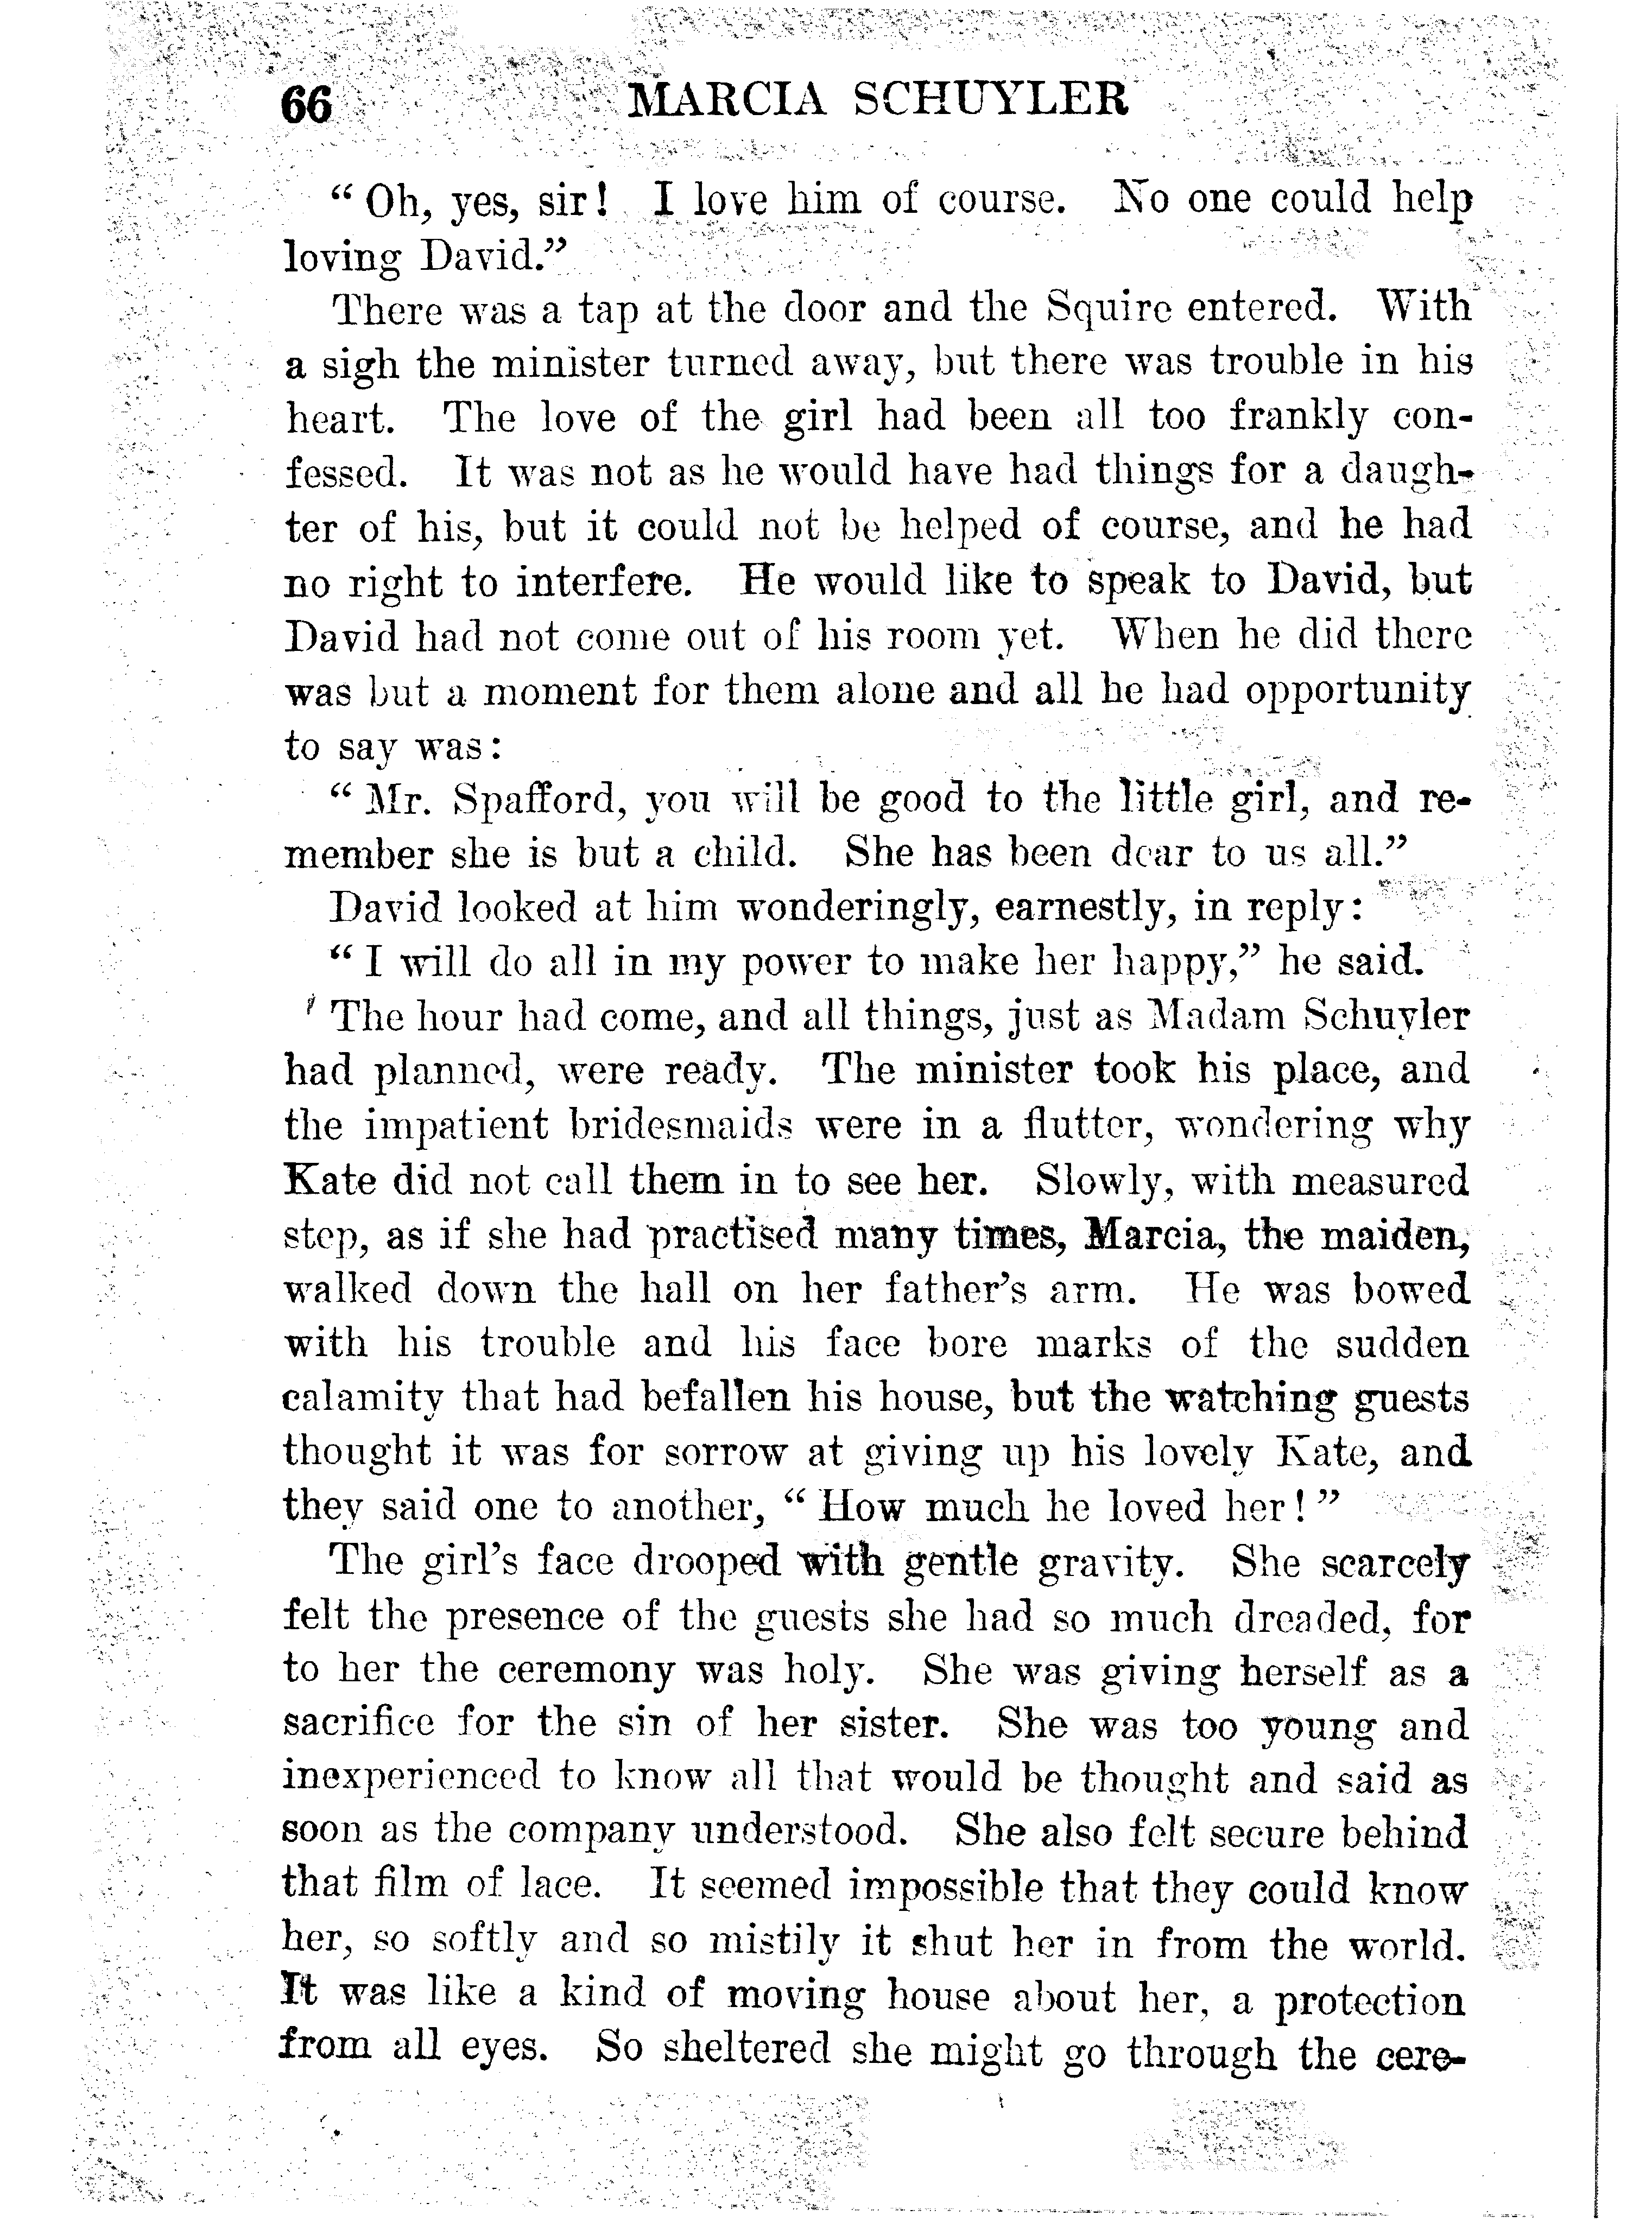 66 MARCIA SCHUYLER
“ Oh, yes, sir! I love him of course. No one could help
loving David.”
There was a tap at the door and the Squire entered. With
a sigh the minister turned away, but there was trouble in his
heart. The love of the girl had been all too frankly con-
fessed. It was not as he would have had things for a daugh-
ter of his, but it could not be helped of course, and he had
no right to interfere. He would like to speak to David, but
David had not come out of his room yet. When he did there
was but a moment for them alone and all he had opportunity
to say was:
“ Mr. Spafford, you will be good to the little girl, and re-
member she is but a child. She has been dear to us all.”
David looked at him wonderingly, earnestly, in reply:
“ I will do all in my power to make her happy,” he said.
The hour had come, and all things, just as Madam Schuyler
had planned, were ready. The minister took his place, and
the impatient bridesmaids were in a flutter, wondering why
Kate did not call them in to see her. Slowly, with measured
step, as if she had practised many times, Marcia, the maiden,
walked down the hall on her father’s arm. He was bowed
with his trouble and his face bore marks of the sudden
calamity that had befallen his house, but the watching guests
thought it was for sorrow at giving up his lovely Kate, and
they said one to another, “ How much he loved her! ”
The girl’s face drooped with gentle gravity. She scarcely
felt the presence of the guests she had so much dreaded, for
to her the ceremony was holy. She was giving herself as a
sacrifice for the sin of her sister. She was too young and
inexperienced to know all that would be thought and said as
soon as the company understood. She also felt secure behind
that film of lace. It seemed impossible that they could know
her, so softly and so mistily it shut her in from the world.
It was like a kind of moving house about her, a protection
from all eyes. So sheltered she might go through the cere-